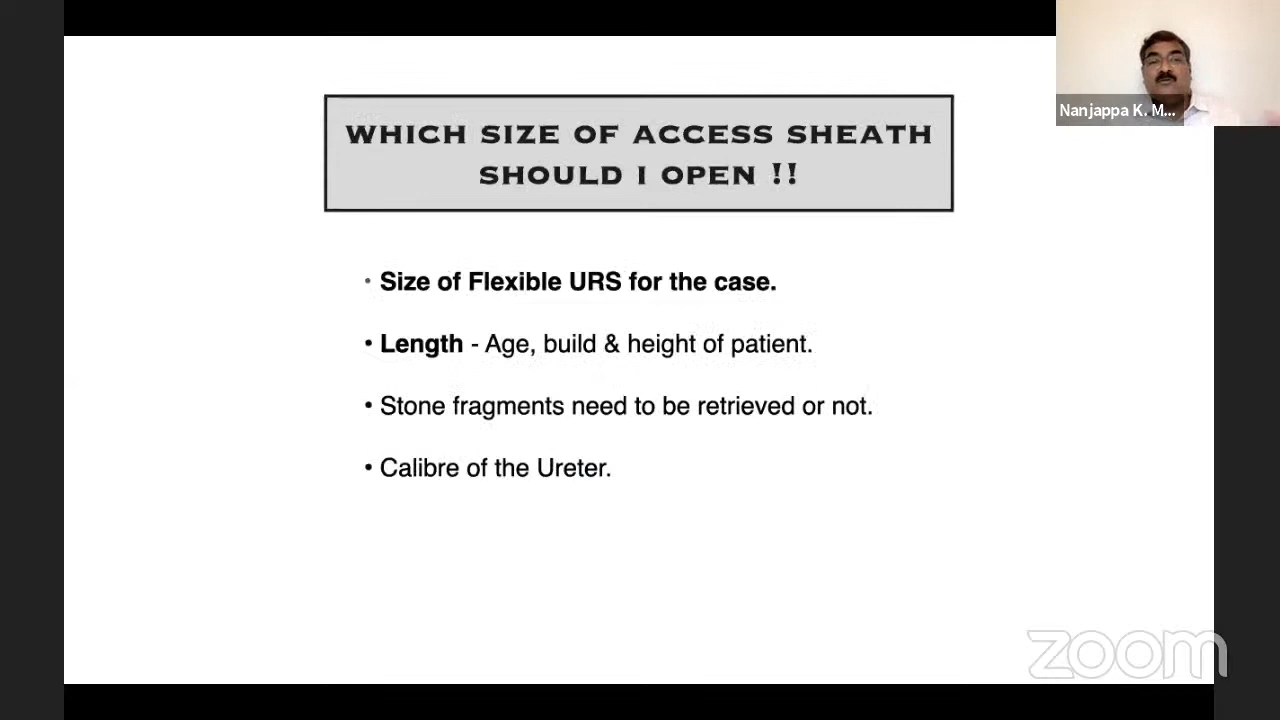 Nanjappa K. M...
WHICH SIZE OF ACCESS SHEATH
SHOULD I OPEN !!
• Size of Flexible URS for the case.
• Length - Age, build & height of patient.
• Stone fragments need to be retrieved or not.
• Calibre of the Ureter.
zoom